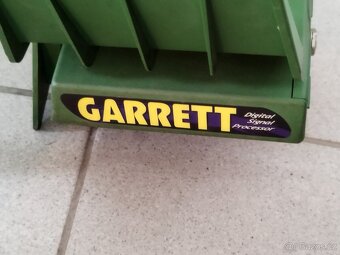 GARRETT
Digital
Signal
Processor